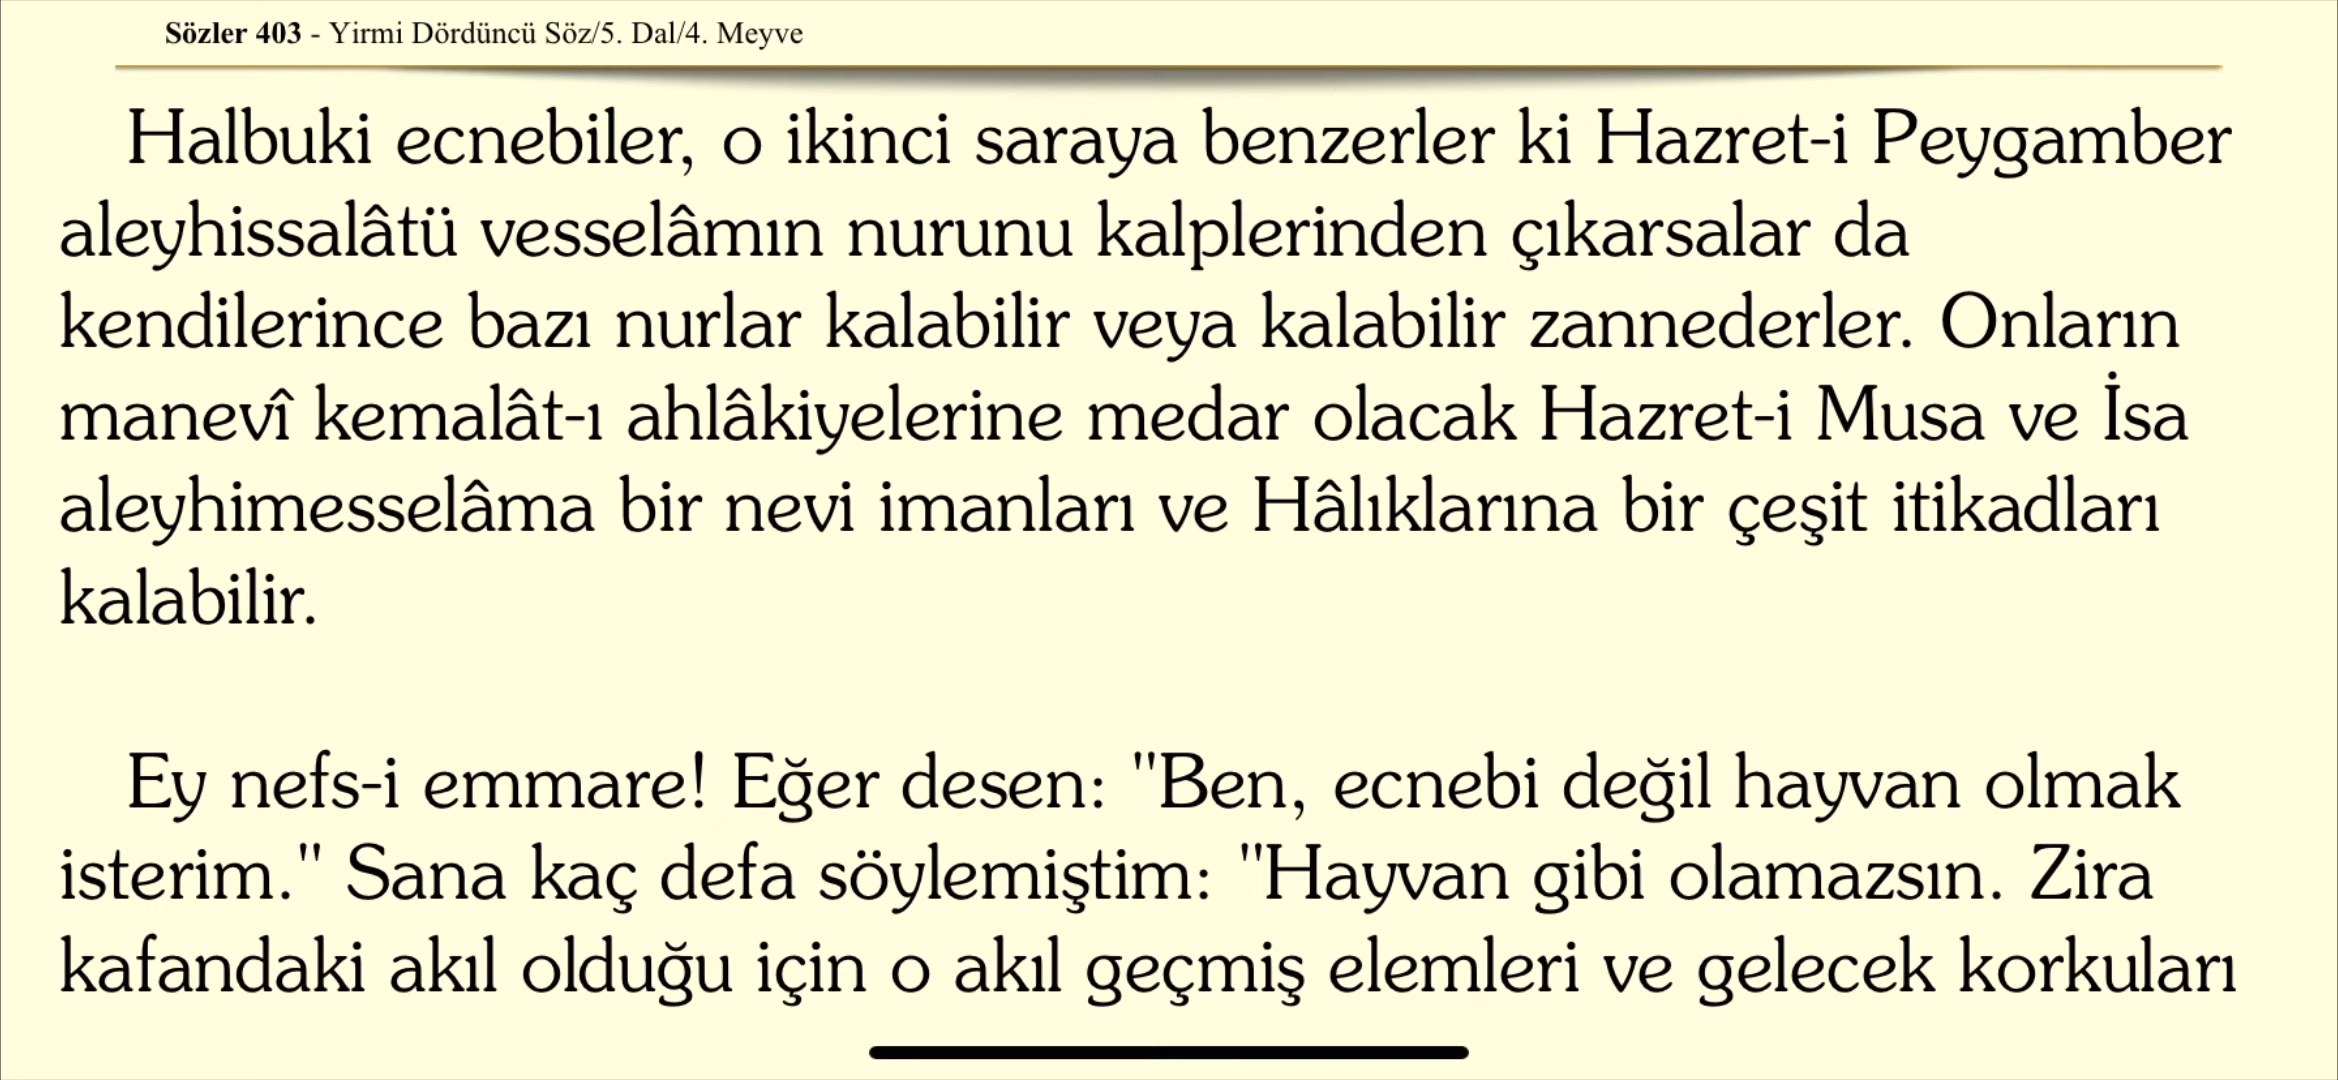 Sözler 403 - Yirmi Dördüncü Söz/5. Dal/4. Meyve
Halbuki ecnebiler, o ikinci saraya benzerler ki Hazret-i Peygamber
aleyhissalâtü vesselâmın nurunu kalplerinden çıkarsalar da
kendilerince bazı nurlar kalabilir veya kalabilir zannederler. Onların
manevî kemalât-ı ahlâkiyelerine medar olacak Hazret-i Musa ve İsa
aleyhimesselâma bir nevi imanları ve Hâlıklarına bir çeşit itikadları
kalabilir.
Ey nefs-i emmare! Eğer desen: "Ben, ecnebi değil hayvan olmak
isterim." Sana kaç defa söylemiştim: "Hayvan gibi olamazsın. Zira
kafandaki akıl olduğu için o akıl geçmiş elemleri ve gelecek korkuları